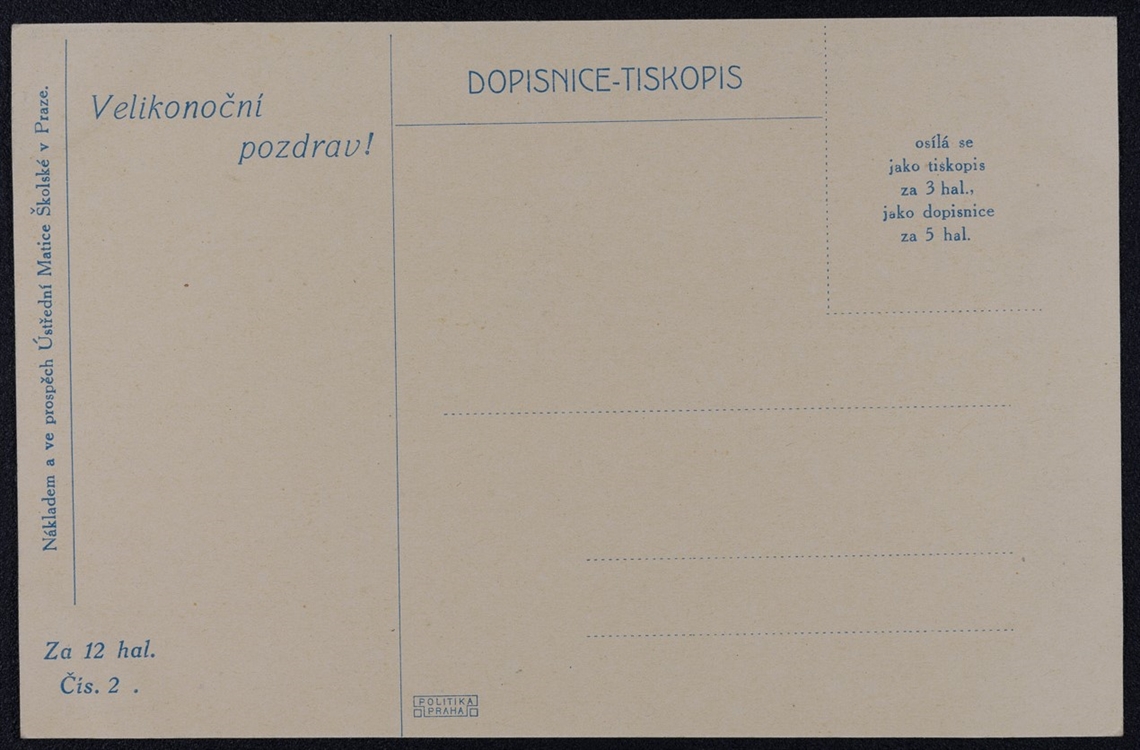 Nákladem a ve prospěch Ústřední Matice Školské v Praze.
Velikonoční
pozdrav!
Za 12 hal.
Čís. 2 .
DOPISNICE-TISKOPIS
osílá se
jako tiskopis
za 3 hal.,
jako dopisnice
za 5 hal.
POLITIKA
PRAHA